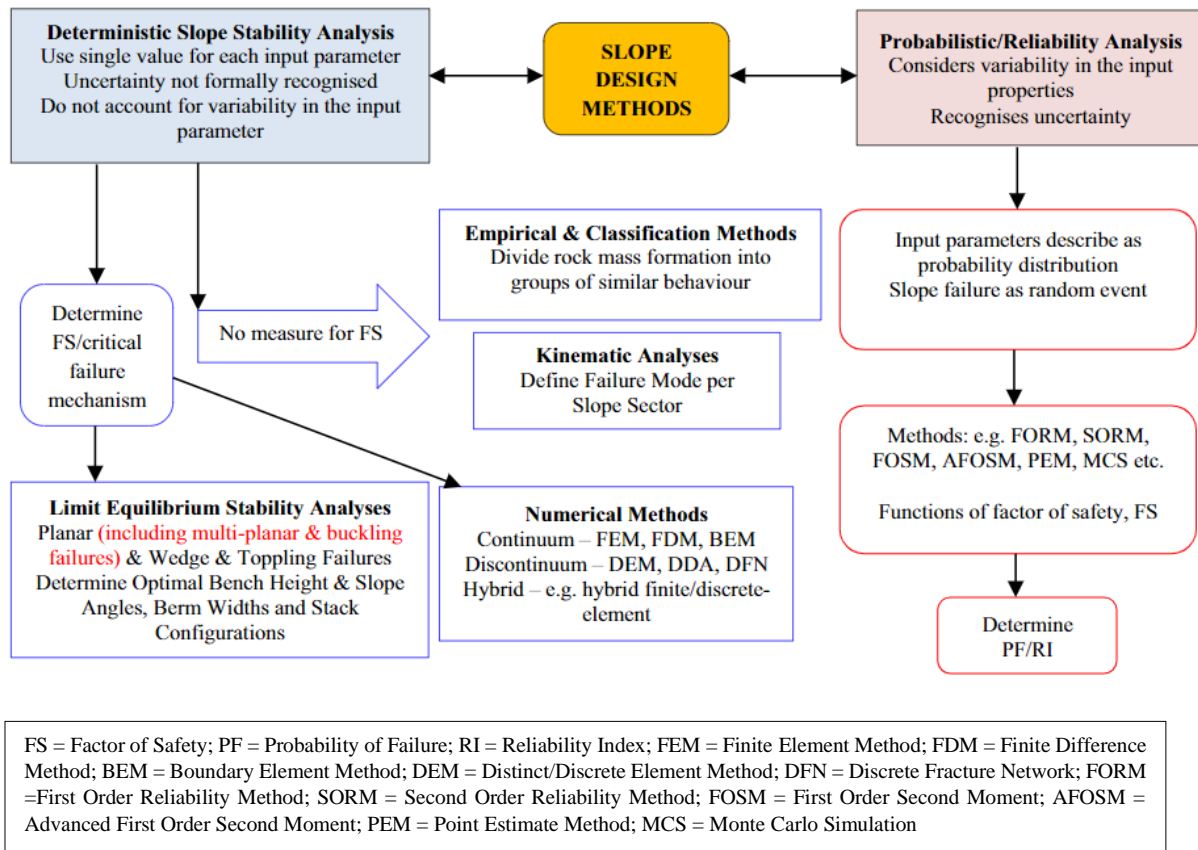 Deterministic Slope Stability Analysis
Use single value for each input parameter
Uncertainty not formally recognised
Do not account for variability in the input
parameter
SLOPE
DESIGN
METHODS
Probabilistic/Reliability Analysis
Considers variability in the input
properties
Recognises uncertainty
Empirical & Classification Methods
Divide rock mass formation into
groups of similar behaviour
Input parameters describe as
probability distribution
Slope failure as random event
Determine
FS/critical
failure
mechanism
No measure for FS
Kinematic Analyses
Define Failure Mode per
Slope Sector
Methods: e.g. FORM, SORM,
FOSM, AFOSM, PEM, MCS etc.
Functions of factor of safety, FS
Limit Equilibrium Stability Analyses
Planar (including multi-planar & buckling
failures) & Wedge & Toppling Failures
Determine Optimal Bench Height & Slope
Angles, Berm Widths and Stack
Configurations
Numerical Methods
Continuum – FEM, FDM, BEM
Discontinuum – DEM, DDA, DFN
Hybrid – e.g. hybrid finite/discrete-
element
Determine
PF/RI
FS = Factor of Safety; PF = Probability of Failure; RI = Reliability Index; FEM = Finite Element Method; FDM = Finite Difference
Method; BEM = Boundary Element Method; DEM = Distinct/Discrete Element Method; DFN = Discrete Fracture Network; FORM
=First Order Reliability Method; SORM = Second Order Reliability Method; FOSM = First Order Second Moment; AFOSM =
Advanced First Order Second Moment; PEM = Point Estimate Method; MCS = Monte Carlo Simulation